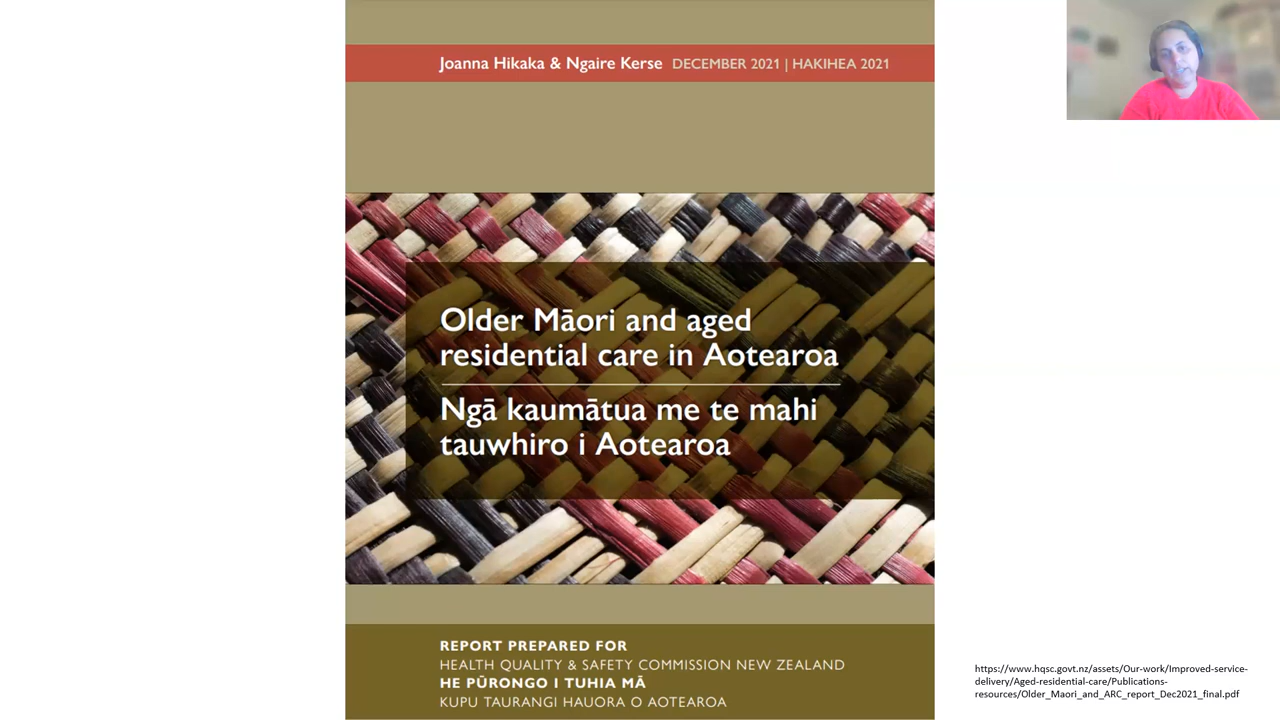 Joanna Hikaka & Ngaire Kerse DECEMBER 2021 | HAKIHEA 2021
Older Māori and aged
residential care in Aotearoa
Ngā kaumātua me te mahi
tauwhiro i Aotearoa
REPORT PREPARED FOR
HEALTH QUALITY & SAFETY COMMISSION NEW ZEALAND
HE PŪRONGO I TUHIA MĀ
KUPU TAURANGI HAUORA O AOTEAROA
https://www.hqsc.govt.nz/assets/Our-work/Improved-service-
delivery/Aged-residential-care/Publications-
resources/Older_Maori_and_ARC_report_Dec2021_final.pdf